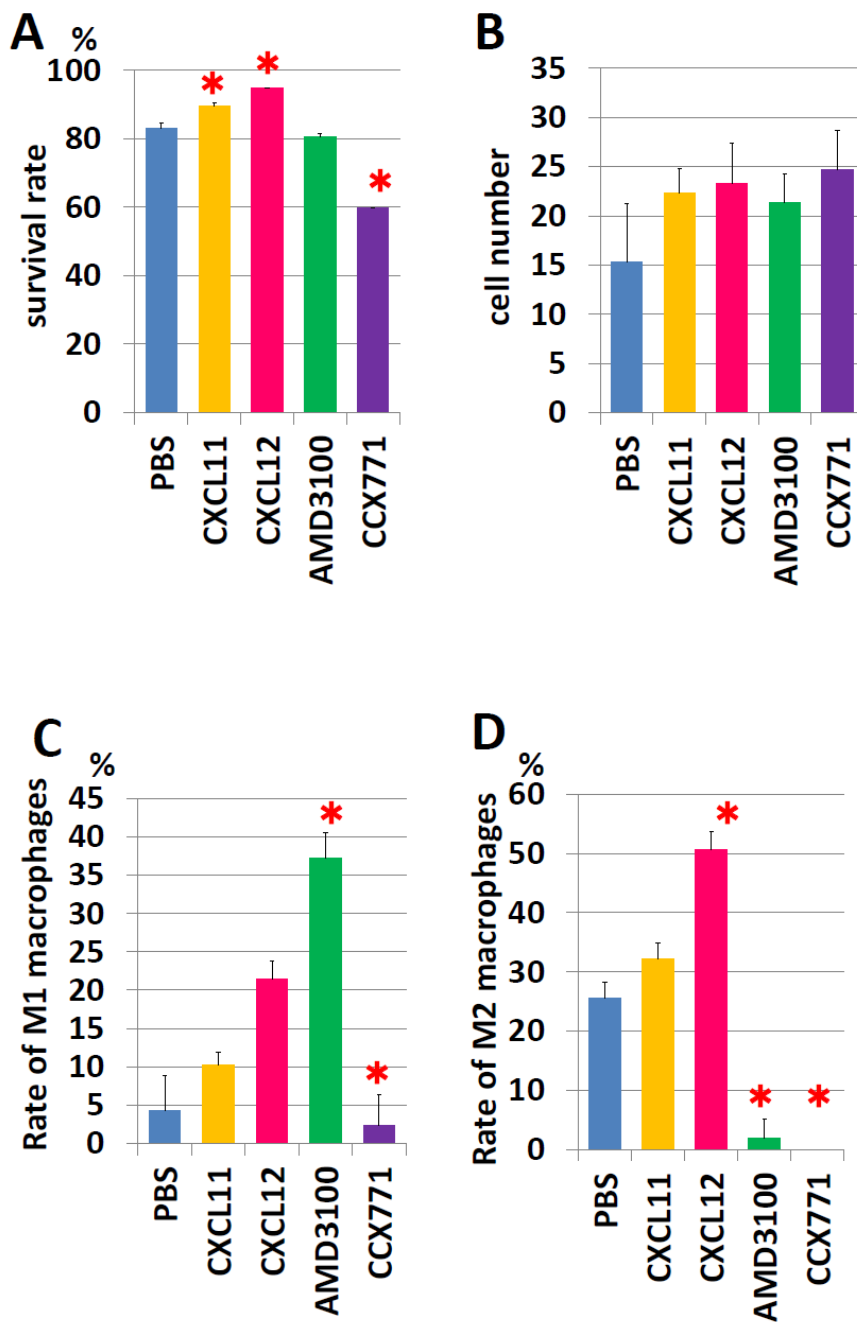 A
%
survival rate
100
80
60
40
20
0
*
*
*
PBS
CXCL11
CXCL12
AMD3100
CCX771
B
cell number
35
30
25
20
15
10
5
0
PBS
CXCL11
CXCL12
AMD3100
CCX771
C
%
Rate of M1 macrophages
45
40
35
30
25
20
15
10
5
0
*
*
PBS
CXCL11
CXCL12
AMD3100
CCX771
D
%
Rate of M2 macrophages
60
50
40
30
20
10
0
*
*
*
PBS
CXCL11
CXCL12
AMD3100
CCX771